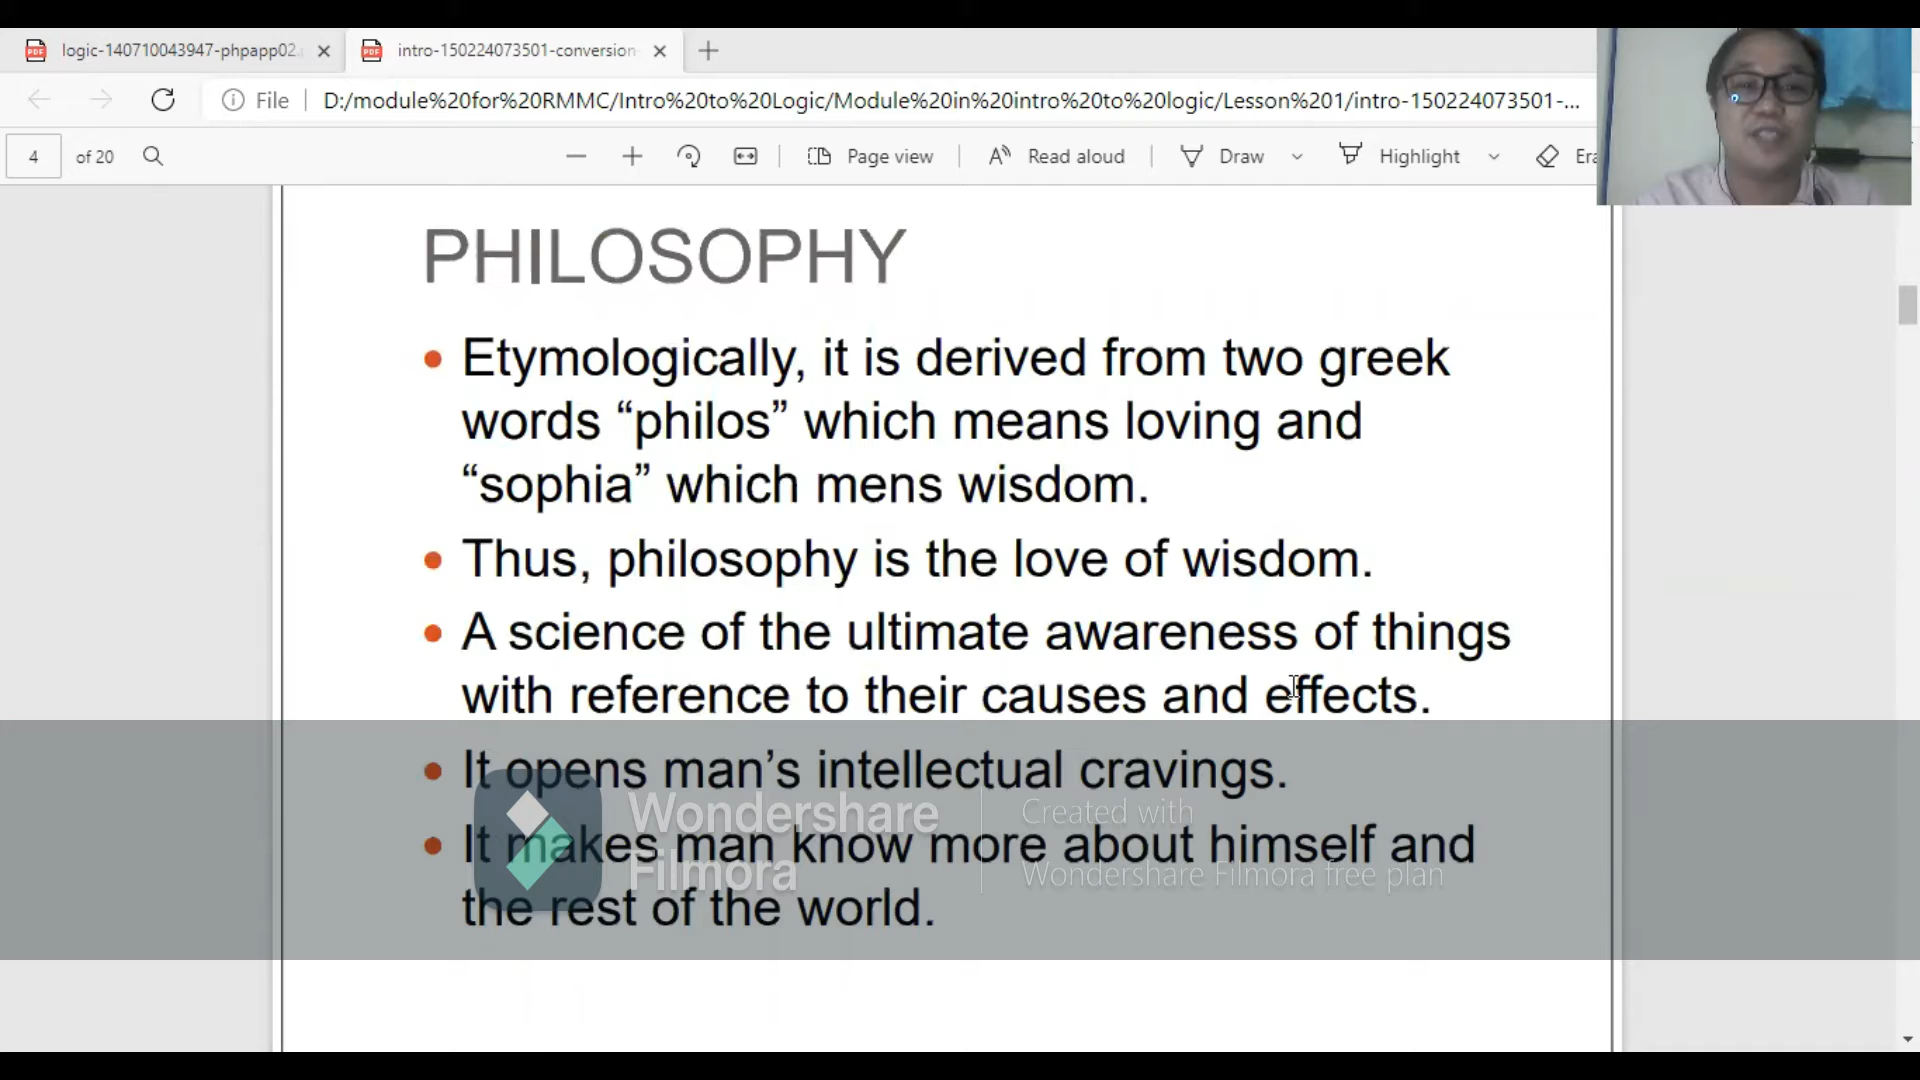 logic-140710043947-phpapp02.
intro-150224073501-conversion
File
D:/module%20for%20RMMC/Intro%20to%20Logic/Module%20in%20intro%20to%20logic/Lesson%201/intro-150224073501-...
4 of 20
Page view
Read aloud
Draw
Highlight
Era
PHILOSOPHY
• Etymologically, it is derived from two greek
words “philos” which means loving and
“sophia” which mens wisdom.
• Thus, philosophy is the love of wisdom.
• A science of the ultimate awareness of things
with reference to their causes and effects.
• It opens man’s intellectual cravings.
• It makes man know more about himself and
the rest of the world.
Wondershare
Filmora
Created with
Wondershare Filmora free plan